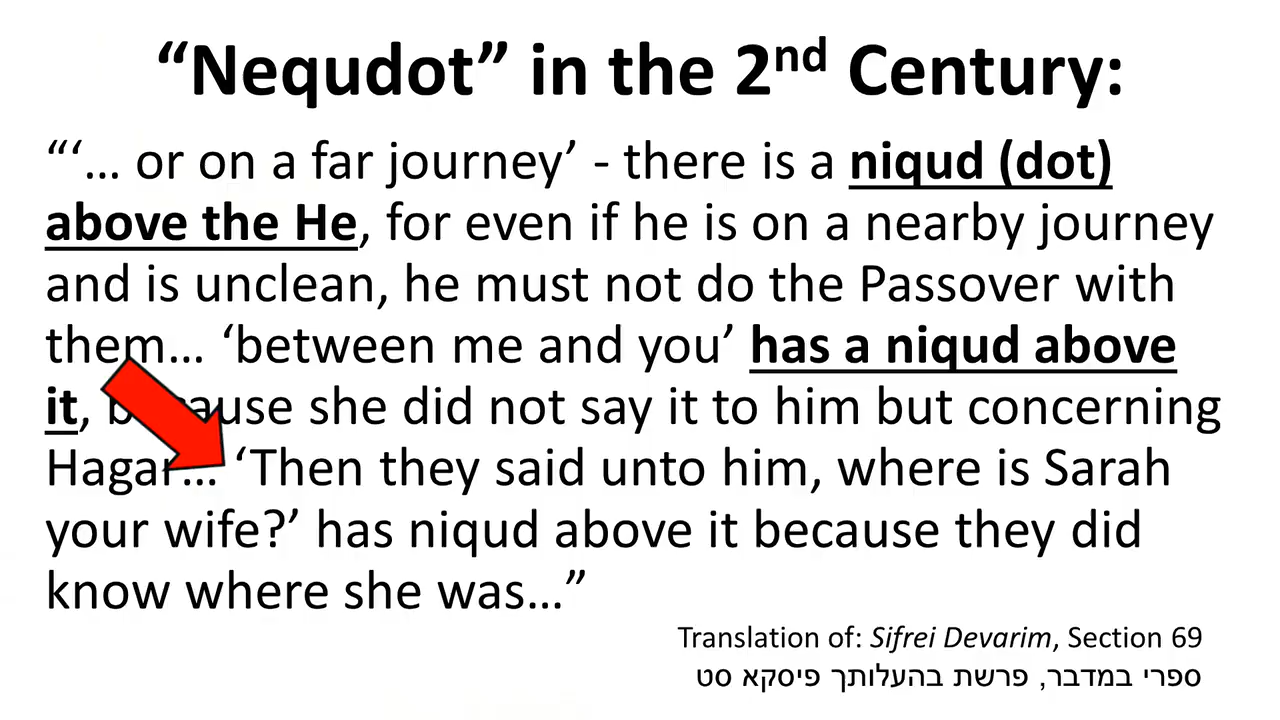 “Nequdot” in the 2nd Century:
“‘… or on a far journey’ - there is a niqud (dot)
above the He, for even if he is on a nearby journey
and is unclean, he must not do the Passover with
them… ‘between me and you’ has a niqud above
it, because she did not say it to him but concerning
Hagar… ‘Then they said unto him, where is Sarah
your wife?’ has niqud above it because they did
know where she was…”
Translation of: Sifrei Devarim, Section 69
ספרי במדבר, פרשת בהעלותך פיסקא סט